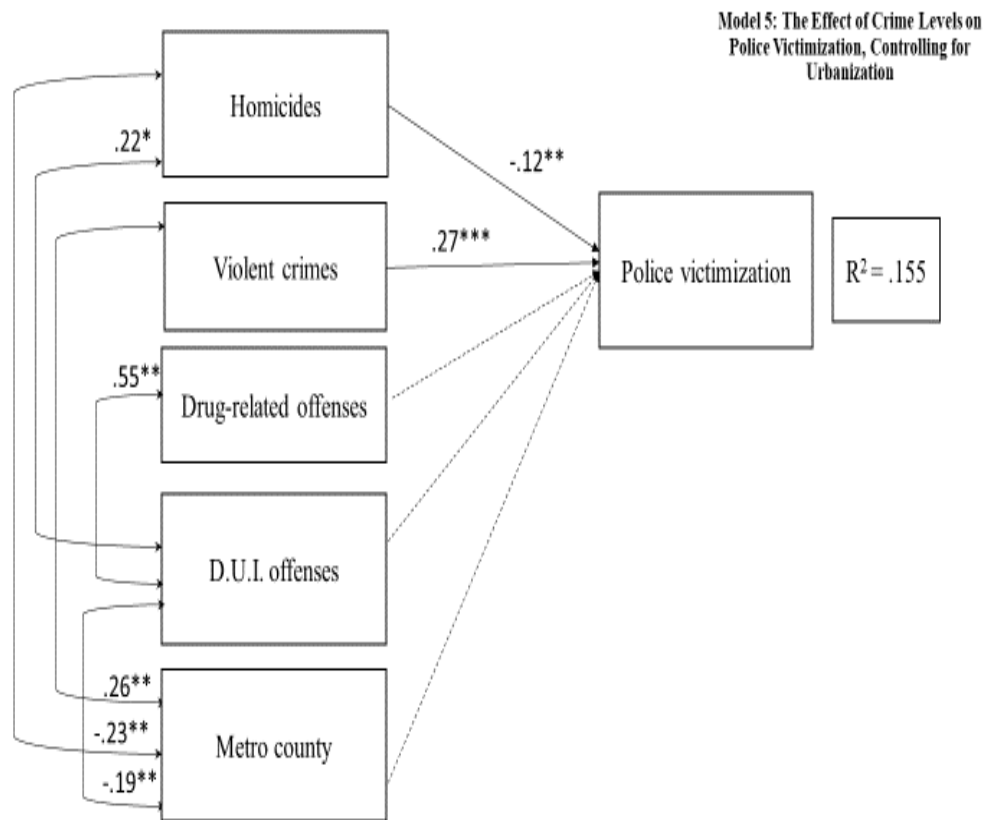 Model 5: The Effect of Crime Levels on
Police Victimization, Controlling for
Urbanization
Homicides
.22*
-.12**
Violent crimes
.27***
Police victimization
R² = .155
.55**
Drug-related offenses
D.U.I. offenses
.26**
-.23**
Metro county
-.19**